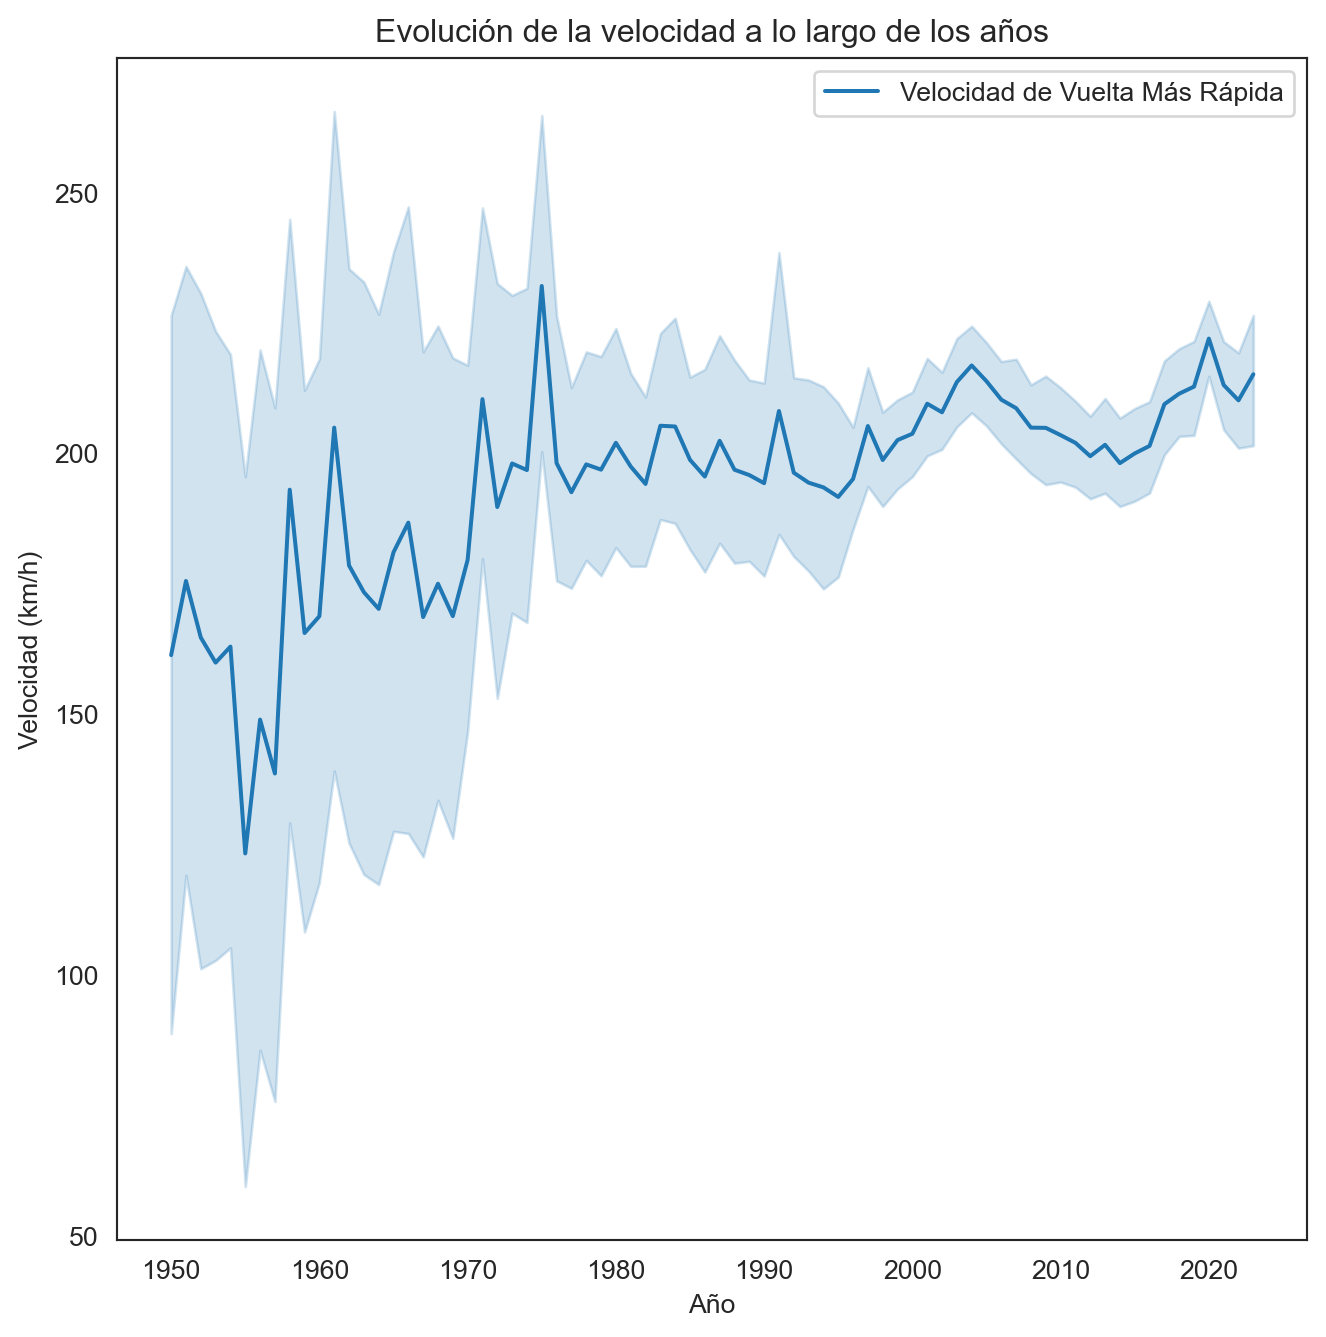 Evolución de la velocidad a lo largo de los años
Velocidad de Vuelta Más Rápida
Velocidad (km/h)
250
200
150
100
50
1950 1960 1970 1980 1990 2000 2010 2020
Año